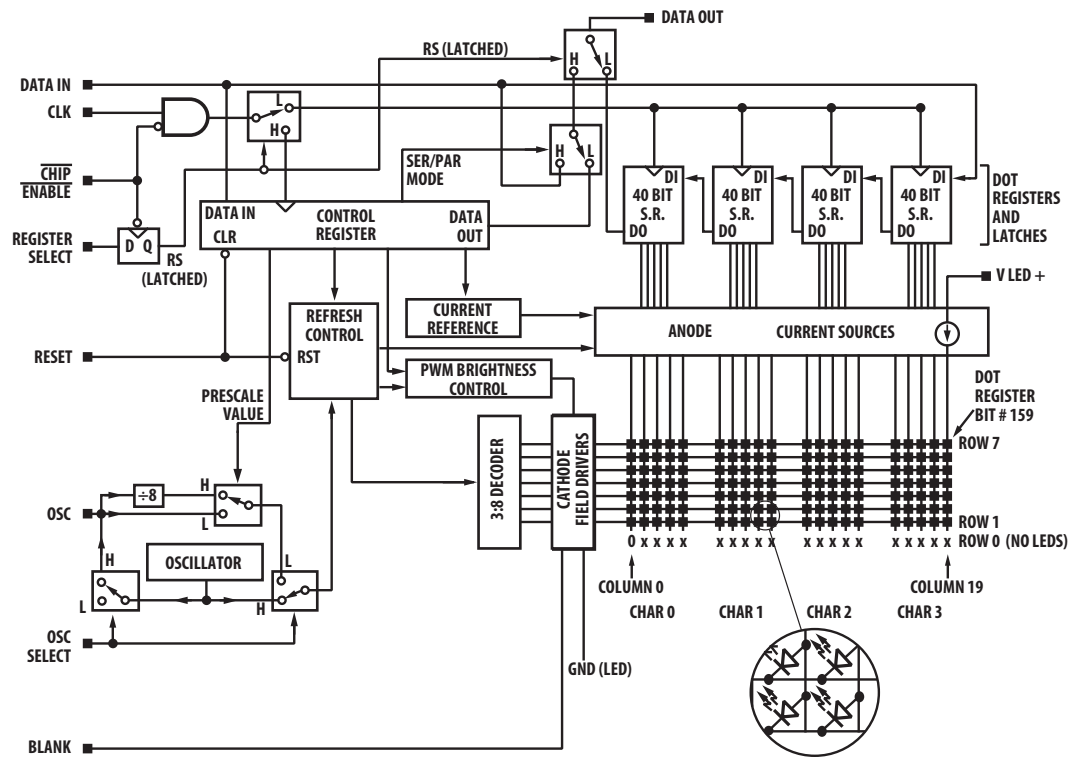 DATA OUT
RS (LATCHED)
H L
DATA IN
CLK
L
H
CHIP
ENABLE
SER/PAR
MODE
H L
DI
40 BIT
S.R.
DO
DI
40 BIT
S.R.
DO
DI
40 BIT
S.R.
DO
DI
40 BIT
S.R.
DO
DOT
REGISTERS
AND
LATCHES
REGISTER
SELECT
D Q
RS
(LATCHED)
DATA IN
CLR
CONTROL
REGISTER
DATA
OUT
V LED +
REFRESH
CONTROL
RST
CURRENT
REFERENCE
ANODE
CURRENT SOURCES
RESET
PWM BRIGHTNESS
CONTROL
PRESCALE
VALUE
DOT
REGISTER
BIT # 159
3:8 DECODER
CATHODE
FIELD DRIVERS
ROW 7
ROW 1
ROW 0 (NO LEDS)
0 x x x x x x x x x x x x x x x x x x x
OSC
÷8
H
L
H
L
OSCILLATOR
L
H
COLUMN 0
COLUMN 19
CHAR 0
CHAR 1
CHAR 2
CHAR 3
OSC
SELECT
GND (LED)
BLANK